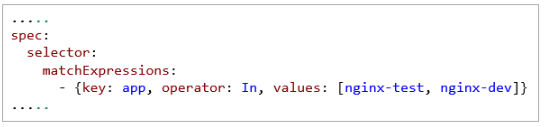 .....
spec:
  selector:
    matchExpressions:
      - {key: app, operator: In, values: [nginx-test, nginx-dev]}
.....